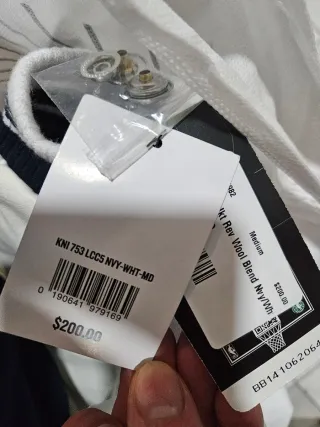 KNI 753 LCC5 NVY-WHT-MD
0 190641 979169
$200.00
982
Rev Wool Blend Nvy/Wh
Medium
$200.00
BB14106206